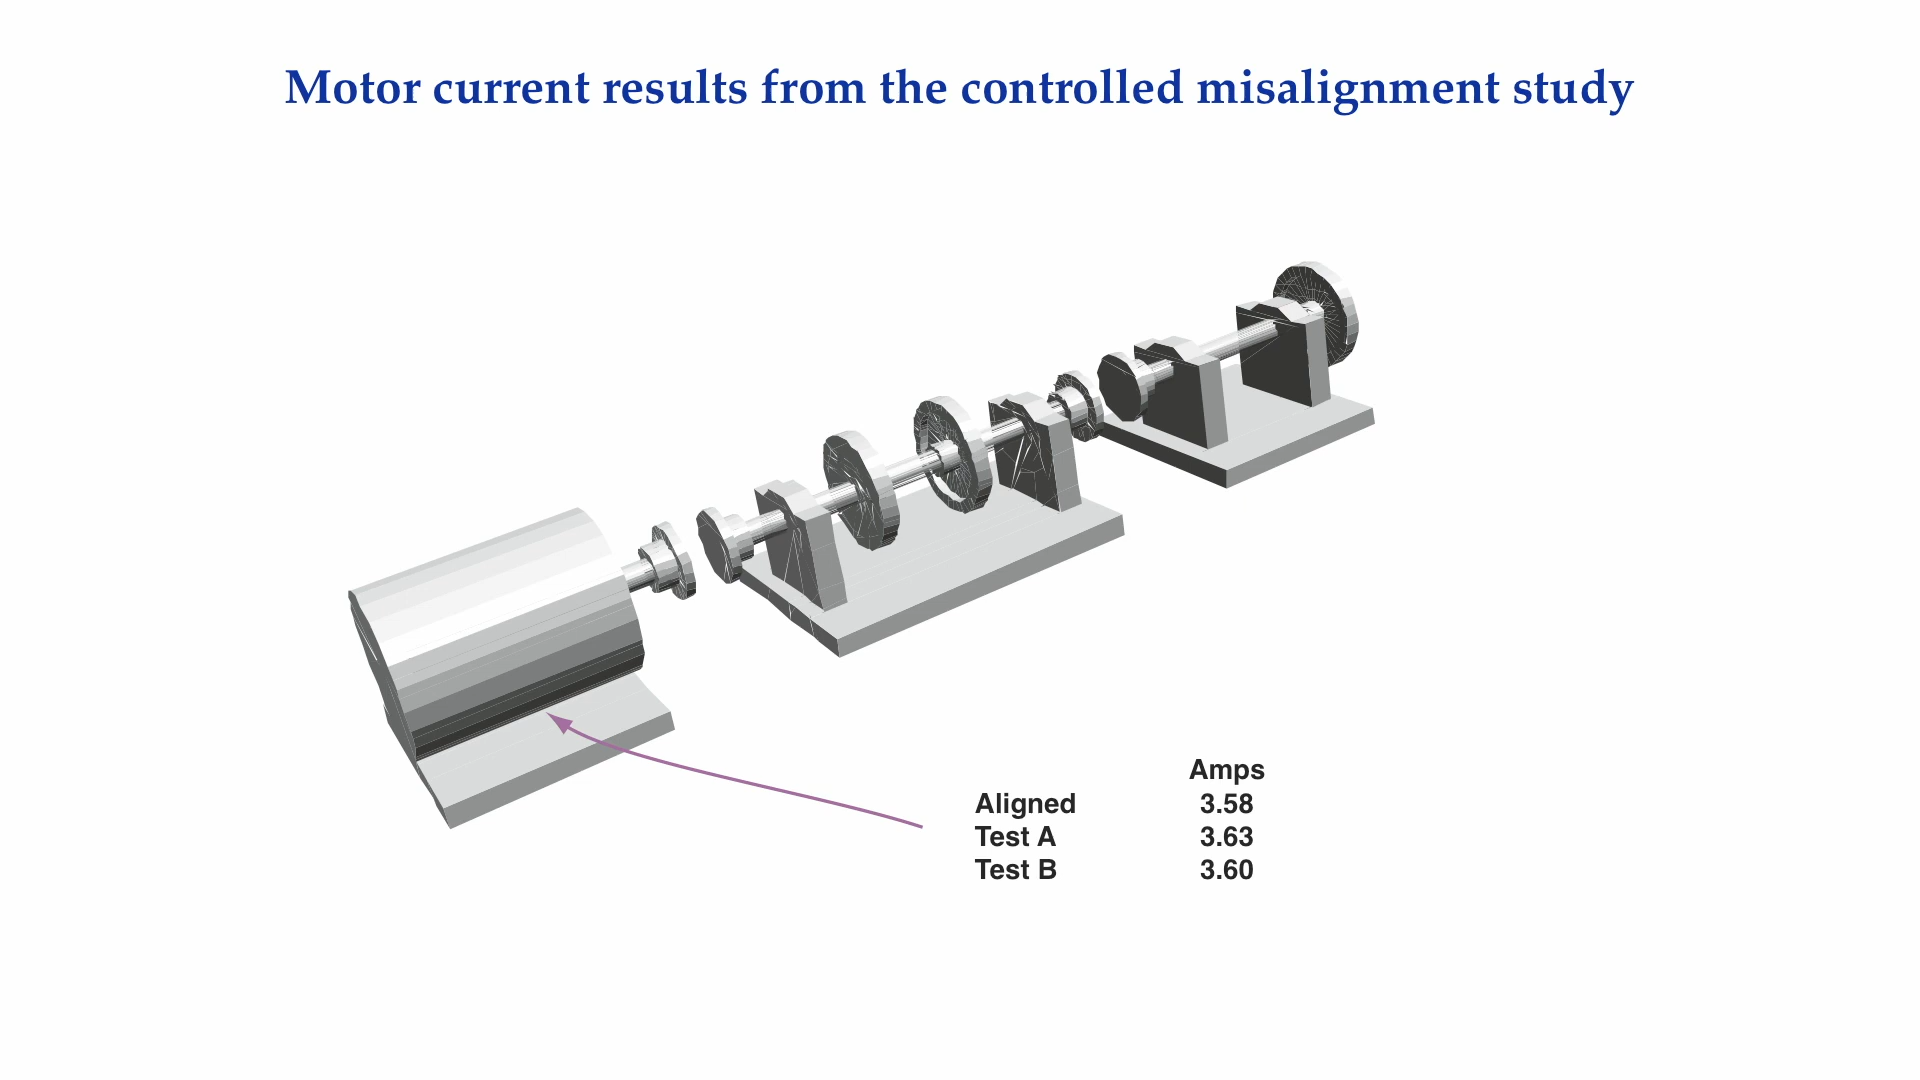 Motor current results from the controlled misalignment study
Amps
Aligned 3.58
Test A 3.63
Test B 3.60